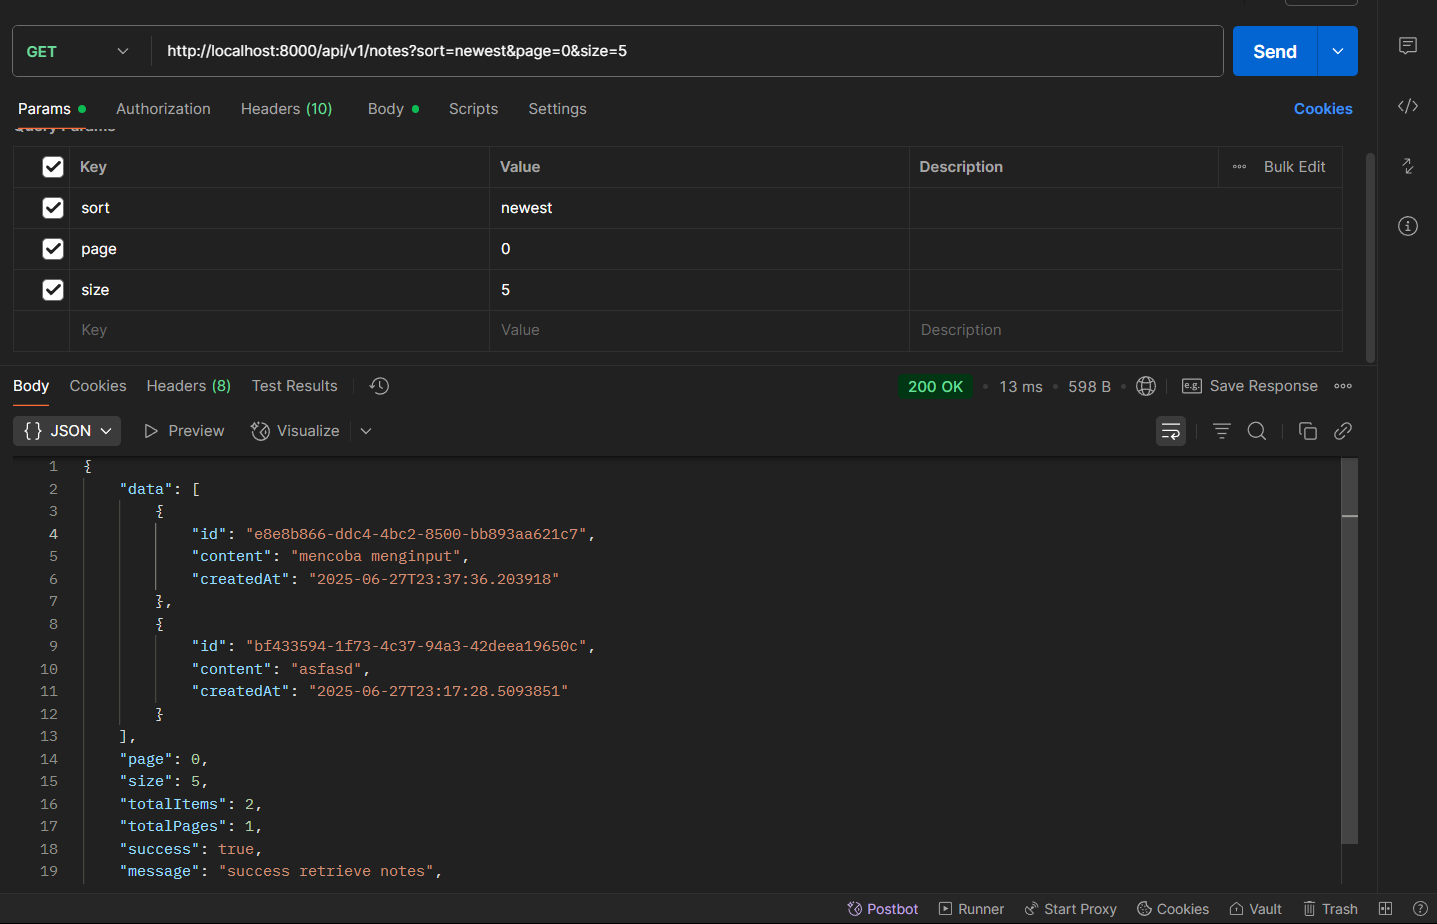 GET http://localhost:8000/api/v1/notes?sort=newest&page=0&size=5 Send
Params Authorization Headers (10) Body Scripts Settings Cookies
Query Params
Key Value Description Bulk Edit
sort newest
page 0
size 5
Key Value Description
Body Cookies Headers (8) Test Results 200 OK 13 ms 598 B e.g. Save Response
{} JSON Preview Visualize
1 {
2 "data": [
3 {
4 "id": "e8e8b866-ddc4-4bc2-8500-bb893aa621c7",
5 "content": "mencoba menginput",
6 "createdAt": "2025-06-27T23:37:36.203918"
7 },
8 {
9 "id": "bf433594-1f73-4c37-94a3-42deea19650c",
10 "content": "asfasd",
11 "createdAt": "2025-06-27T23:17:28.5093851"
12 }
13 ],
14 "page": 0,
15 "size": 5,
16 "totalItems": 2,
17 "totalPages": 1,
18 "success": true,
19 "message": "success retrieve notes",
Postbot Runner Start Proxy Cookies Vault Trash